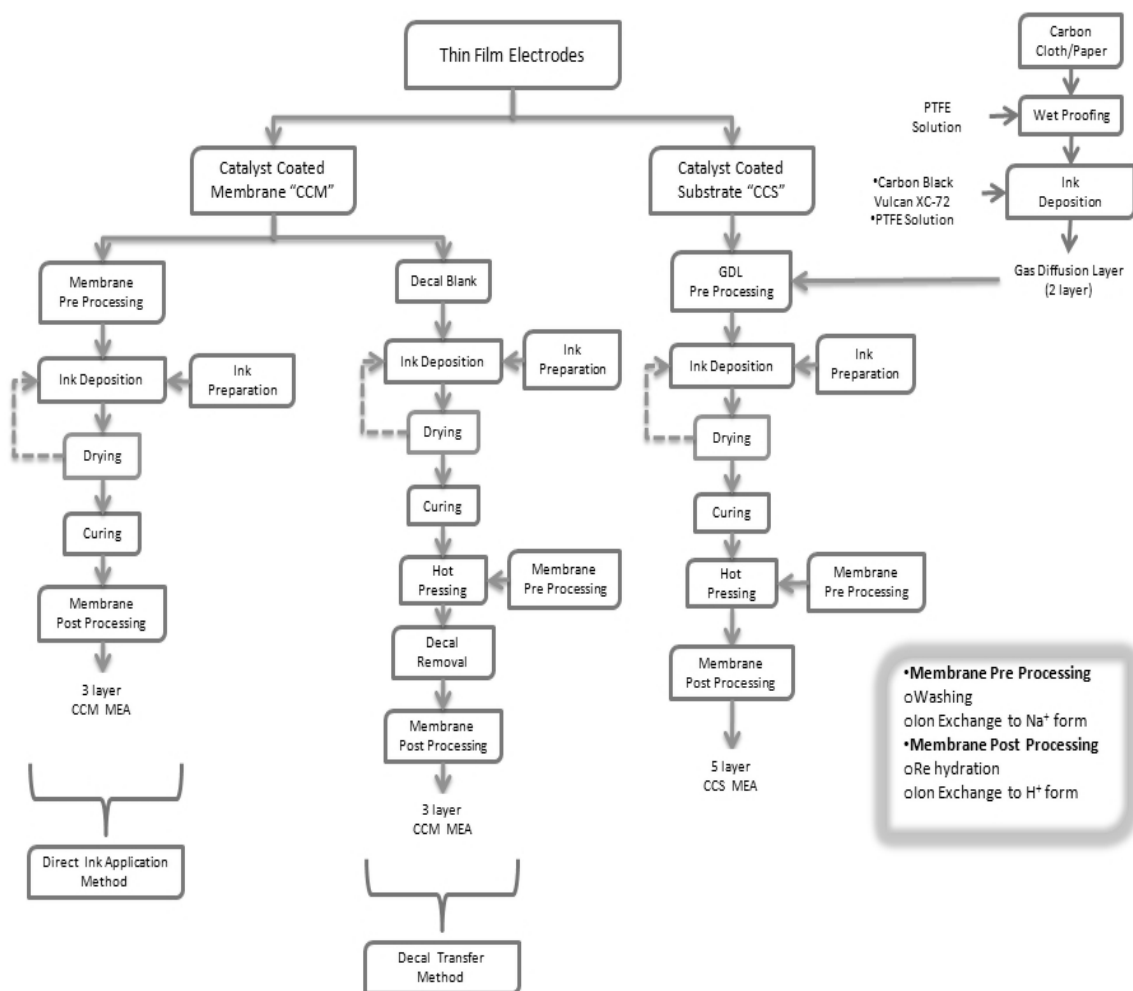 Thin Film Electrodes
Carbon
Cloth/Paper
PTFE
Solution
Wet Proofing
•Carbon Black
Vulcan XC-72
•PTFE Solution
Ink
Deposition
Gas Diffusion Layer
(2 layer)
Catalyst Coated
Membrane “CCM”
Catalyst Coated
Substrate “CCS”
Membrane
Pre Processing
Ink Deposition
Ink
Preparation
Drying
Curing
Membrane
Post Processing
3 layer
CCM MEA
Direct Ink Application
Method
Decal Blank
Ink Deposition
Ink
Preparation
Drying
Curing
Hot
Pressing
Membrane
Pre Processing
Decal
Removal
Membrane
Post Processing
3 layer
CCM MEA
Decal Transfer
Method
GDL
Pre Processing
Ink Deposition
Ink
Preparation
Drying
Curing
Hot
Pressing
Membrane
Pre Processing
Membrane
Post Processing
5 layer
CCS MEA
•Membrane Pre Processing
oWashing
oIon Exchange to Na⁺ form
•Membrane Post Processing
oRe hydration
oIon Exchange to H⁺ form